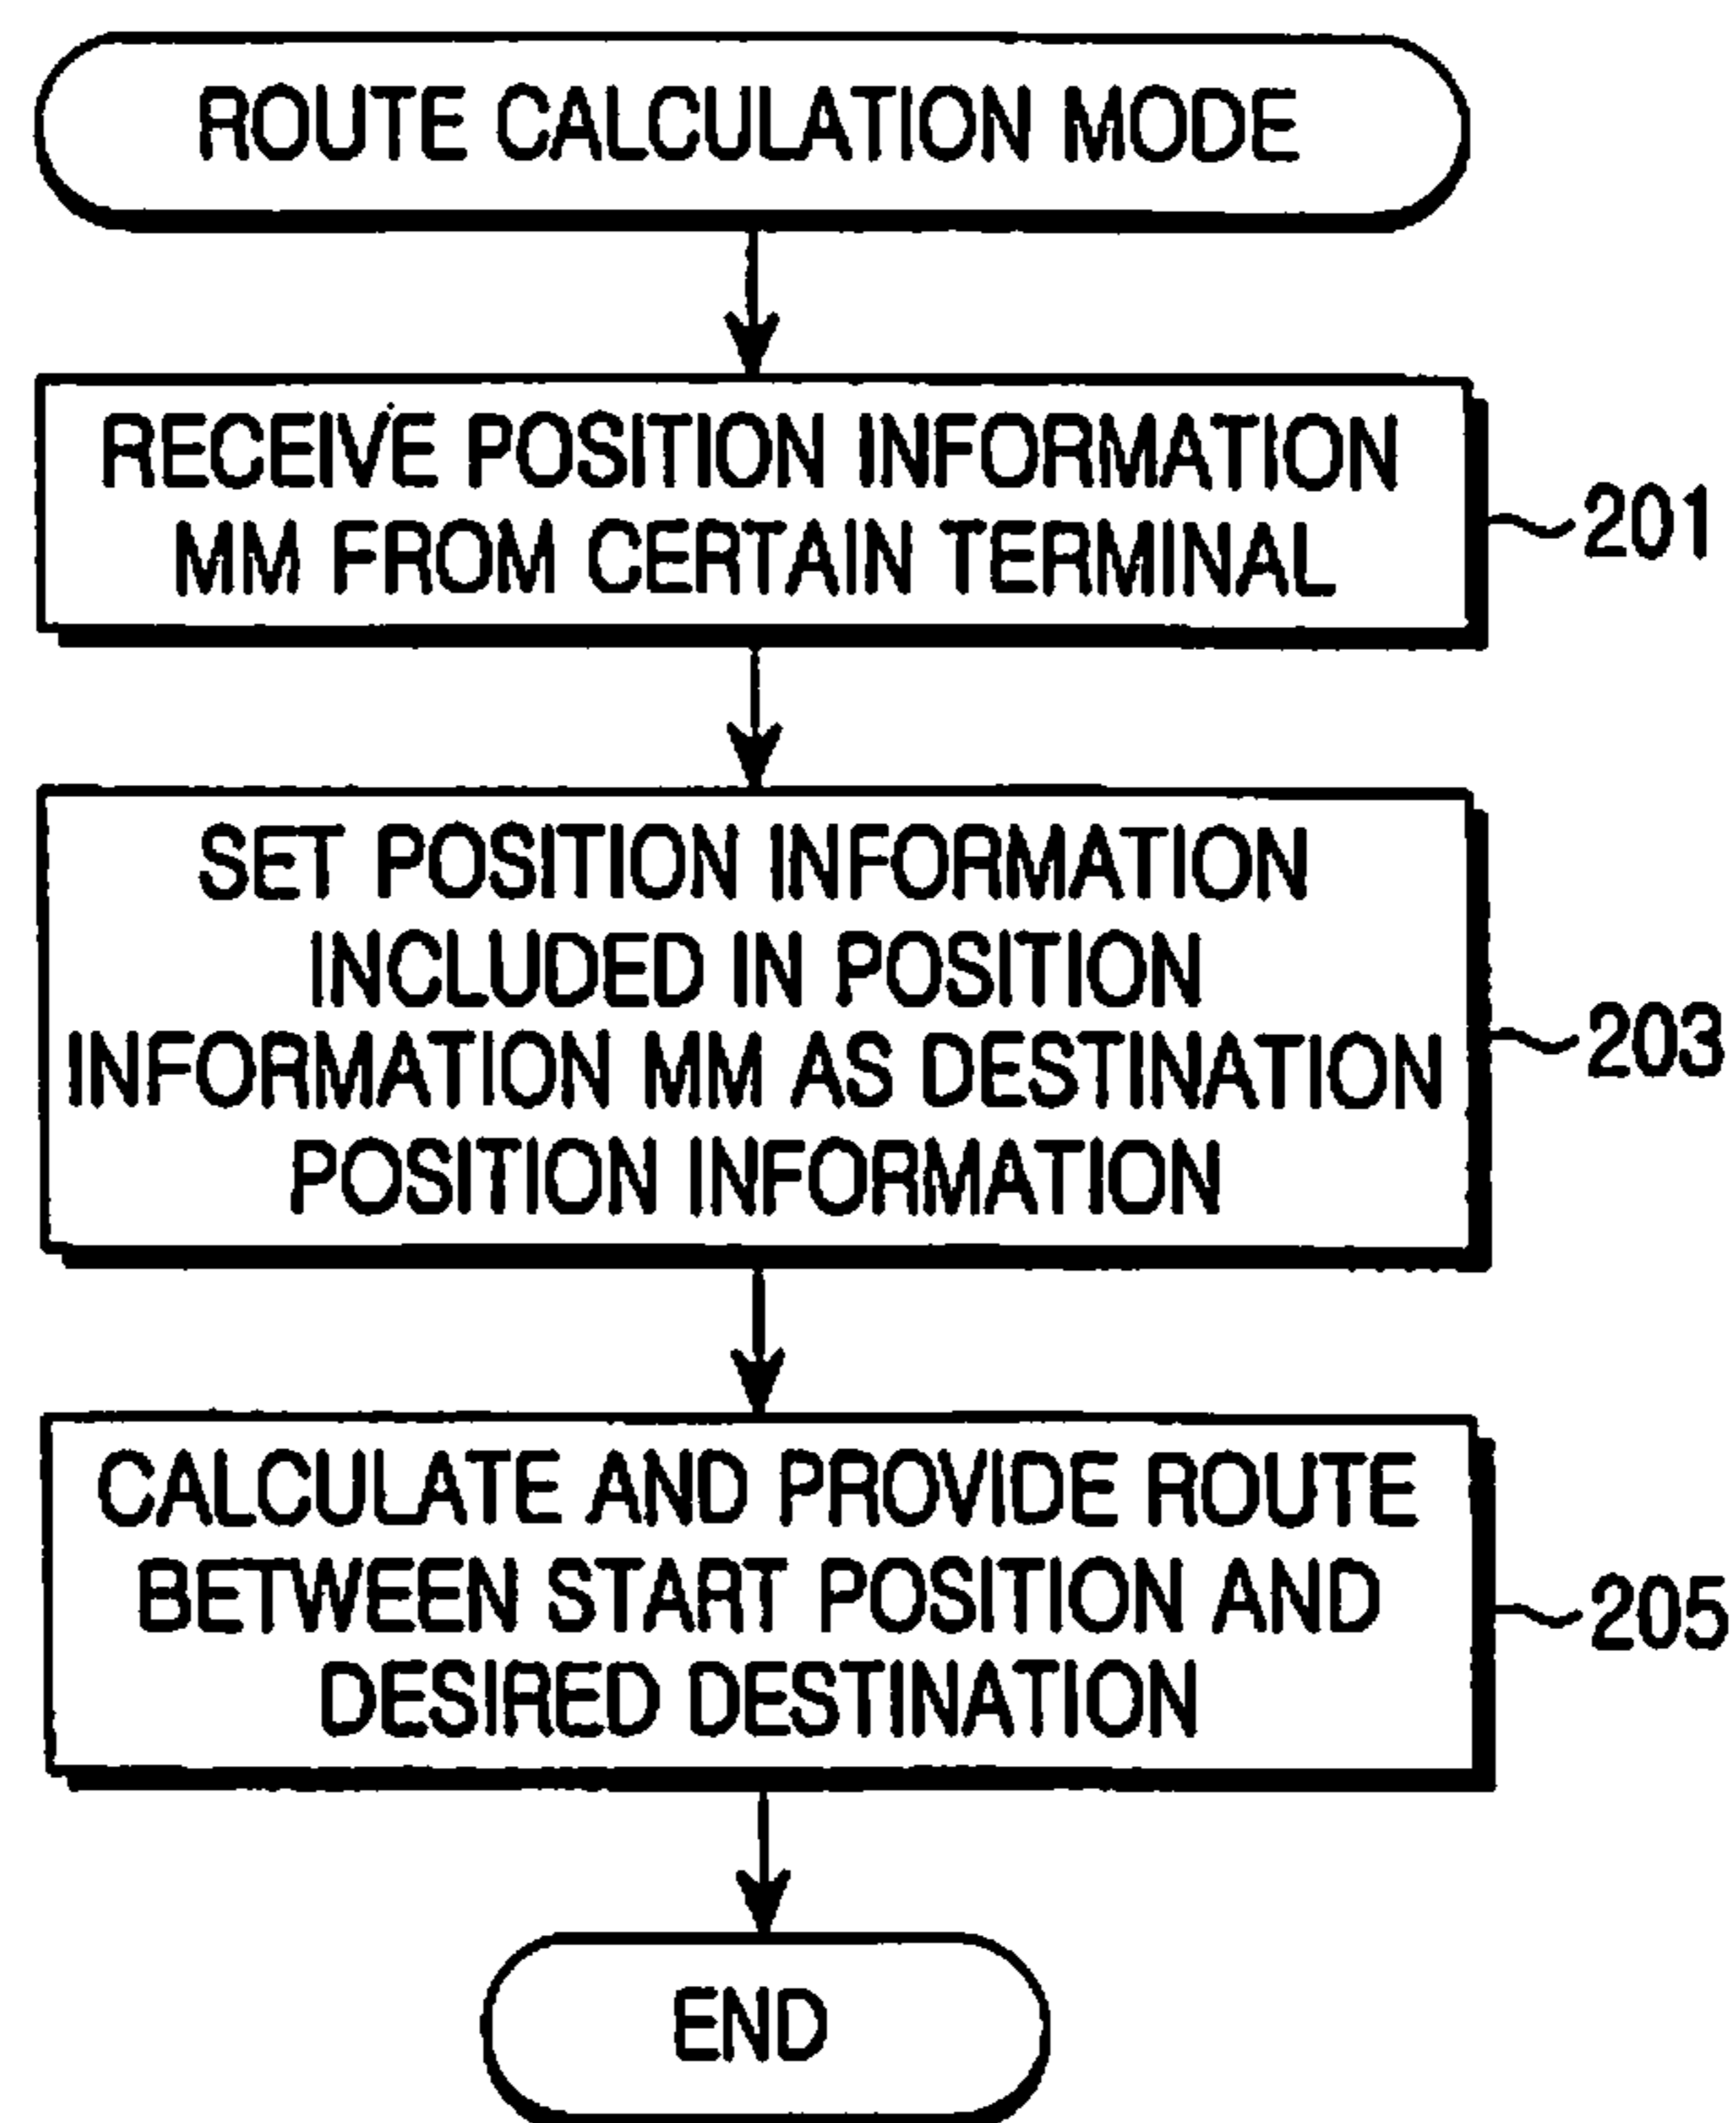 ROUTE CALCULATION MODE
RECEIVE POSITION INFORMATION
MM FROM CERTAIN TERMINAL
201
SET POSITION INFORMATION
INCLUDED IN POSITION
INFORMATION MM AS DESTINATION
POSITION INFORMATION
203
CALCULATE AND PROVIDE ROUTE
BETWEEN START POSITION AND
DESIRED DESTINATION
205
END